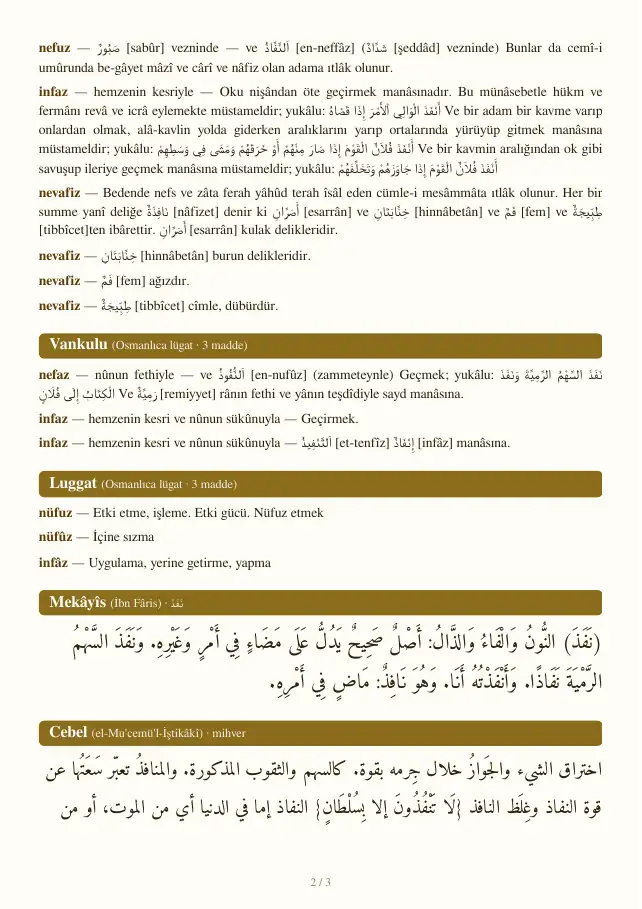 nefuz — صَبُورٌ [sabûr] vezninde — ve اَلنَّفَّاذُ [en-neffâz] (شَدَّادٌ [şeddâd] vezninde) Bunlar da cemî-i
umûrunda be-gâyet mâzî ve cârî ve nâfiz olan adama ıtlâk olunur.
infaz — hemzenin kesriyle — Oku nişândan öte geçirmek manâsınadır. Bu münâsebetle hükm ve
fermânı revâ ve icrâ eylemekte müstameldir; yukâlu: أَنْفَذَ الْوَالِي اَلْأَمْرَ إِذَا قَضَاهُ Ve bir adam bir kavme varıp
onlardan olmak, alâ-kavlin yolda giderken aralıklarını yarıp ortalarında yürüyüp gitmek manâsına
müstameldir; yukâlu: أَنْفَذَ فُلَانٌ الْقَوْمَ إِذَا صَارَ مِنْهُمْ أَوْ خَرَقَهُمْ وَمَشَى فِي وَسَطِهِمْ Ve bir kavmin aralığından ok gibi
savuşup ileriye geçmek manâsına müstameldir; yukâlu: أَنْفَذَ فُلَانٌ الْقَوْمَ إِذَا جَاوَزَهُمْ وَتَخَلَّفَهُمْ
nevafiz — Bedende nefs ve zâta ferah yâhûd terah îsâl eden cümle-i mesâmmâta ıtlâk olunur. Her bir
summe yanî deliğe نَافِذَةٌ [nâfizet] denir ki أَصَرَّانِ [esarrân] ve خِنَّابَتَانِ [hinnâbetân] ve فَمٌ [fem] ve طِبِّيجَةٌ
[tibbîcet]ten ibârettir. أَصَرَّانِ [esarrân] kulak delikleridir.
nevafiz — خِنَّابَتَانِ [hinnâbetân] burun delikleridir.
nevafiz — فَمٌ [fem] ağızdır.
nevafiz — طِبِّيجَةٌ [tibbîcet] cîmle, dübürdür.
Vankulu (Osmanlıca lügat · 3 madde)
nefaz — nûnun fethiyle — ve اَلنُّفُوذُ [en-nufûz] (zammeteynle) Geçmek; yukâlu: نَفَذَ السَّهْمُ الرَّمِيَّةَ وَنَفَذَ
الْكِتَابُ إِلَى فُلَانٍ Ve رَمِيَّةٌ [remiyyet] rânın fethi ve yânın teşdîdiyle sayd manâsına.
infaz — hemzenin kesri ve nûnun sükûnuyla — Geçirmek.
infaz — hemzenin kesri ve nûnun sükûnuyla — اَلتَّنْفِيذُ [et-tenfîz] إِنْفَاذٌ [infâz] manâsına.
Luggat (Osmanlıca lügat · 3 madde)
nüfuz — Etki etme, işleme. Etki gücü. Nüfuz etmek
nüfûz — İçine sızma
infâz — Uygulama, yerine getirme, yapma
Mekâyîs (İbn Fâris) · نَفَذَ
(نَفَذَ) النُّونُ وَالْفَاءُ وَالذَّالُ: أَصْلٌ صَحِيحٌ يَدُلُّ عَلَى مَضَاءٍ فِي أَمْرٍ وَغَيْرِهِ. وَنَفَذَ السَّهْمُ
الرَّمْيَةَ نَفَاذًا. وَأَنْفَذْتُهُ أَنَا. وَهُوَ نَافِذٌ: مَاضٍ فِي أَمْرِهِ.
Cebel (el-Mu'cemü'l-İştikâkî) · mihver
اختراق الشيء والجَوازُ خلال جِرمه بقوة. كالسهم والثقوب المذكورة. والمنافذُ تعبّر سَعَتُها عن
قوة النفاذ وغِلَظ النافذ {لَا تَنْفُذُونَ إلا بِسُلْطَانٍ} النفاذ إما في الدنيا أي من الموت، أو من
2 / 3